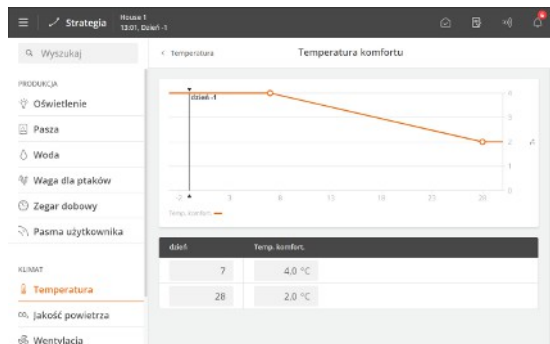 Strategia
House 1
13:01, Dzień -1
Wyszukaj
Temperatura
Temperatura komfortu
PRODUKCJA
Oświetlenie
Pasza
Woda
Waga dla ptaków
Zegar dobowy
Pasma użytkownika
KLIMAT
Temperatura
CO₂ Jakość powietrza
Wentylacja
dzień -1
4
3
2
1
0
-2
3
8
13
18
23
28
Temp. komfort.
dzień Temp. komfort.
7 4.0 °C
28 2.0 °C